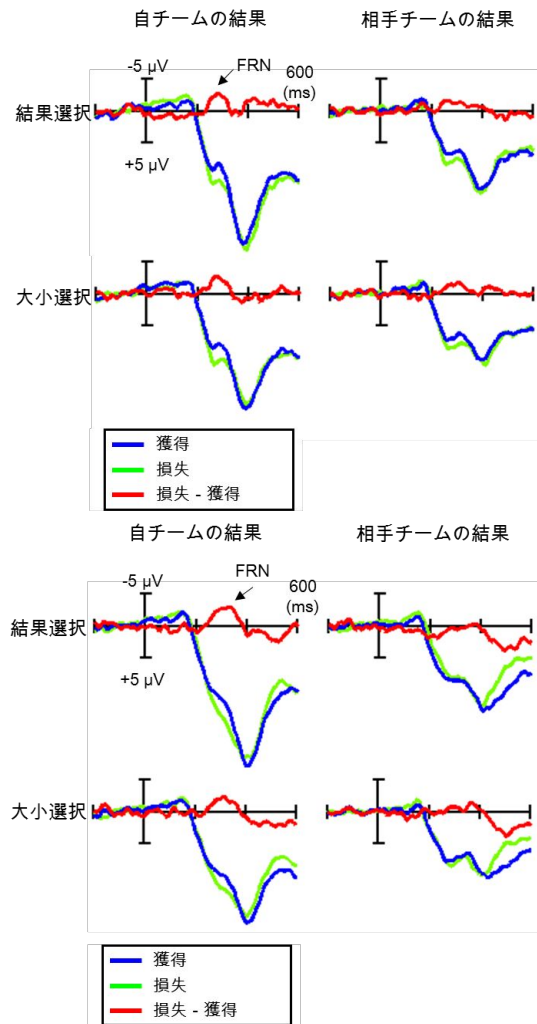 自チームの結果 相手チームの結果
-5 μV FRN 600
(ms)
結果選択
+5 μV
大小選択
獲得
損失
損失 - 獲得
自チームの結果 相手チームの結果
-5 μV FRN 600
(ms)
結果選択
+5 μV
大小選択
獲得
損失
損失 - 獲得